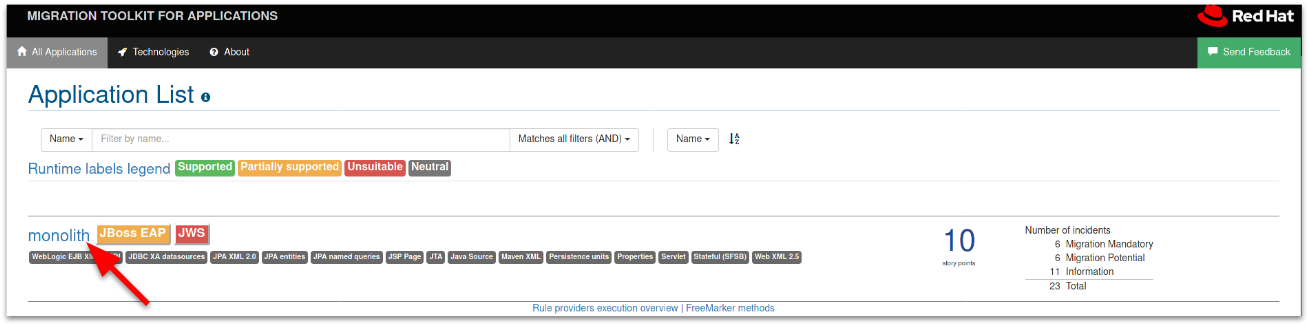 MIGRATION TOOLKIT FOR APPLICATIONS
Red Hat
All Applications Technologies About Send Feedback
Application List
Name Filter by name... Matches all filters (AND) Name
Runtime labels legend Supported Partially supported Unsuitable Neutral
monolith JBoss EAP JWS
WebLogic EJB XM JDBC XA datasources JPA XML 2.0 JPA entities JPA named queries JSP Page JTA Java Source Maven XML Persistence units Properties Servlet Stateful (SFSB) Web XML 2.5
10
story points
Number of incidents
6 Migration Mandatory
6 Migration Potential
11 Information
23 Total
Rule providers execution overview | FreeMarker methods